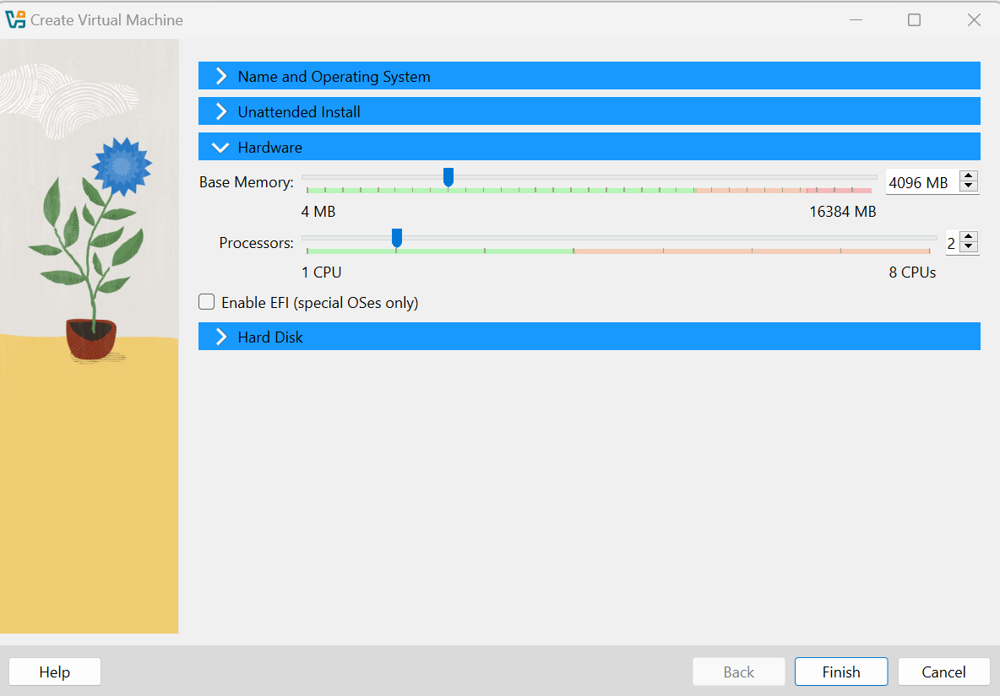 Create Virtual Machine
Name and Operating System
Unattended Install
Hardware
Base Memory: 4096 MB
4 MB 16384 MB
Processors: 2
1 CPU 8 CPUs
Enable EFI (special OSes only)
Hard Disk
Help Back Finish Cancel